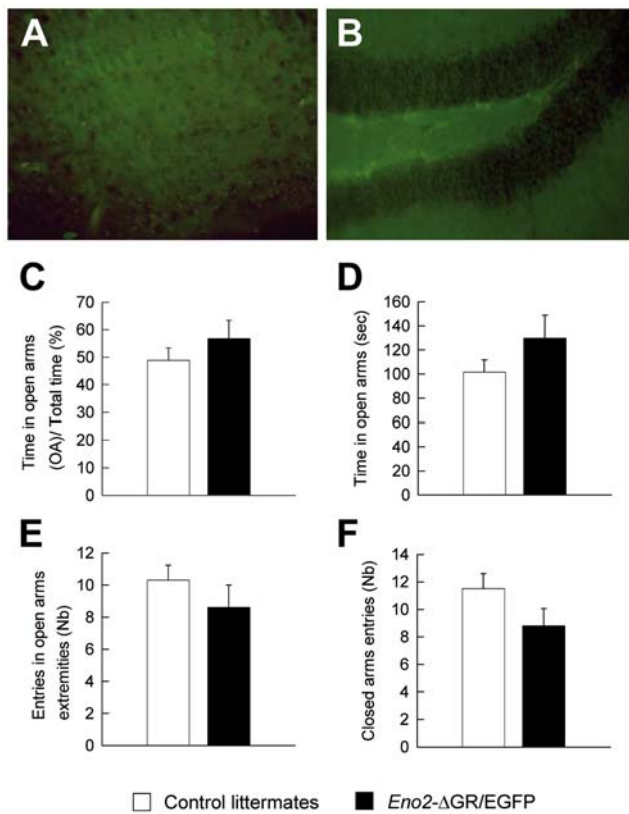 A
B
C
Time in open arms
(OA)/ Total time (%)
70
60
50
40
30
20
10
0
D
Time in open arms (sec)
160
140
120
100
80
60
40
20
0
E
Entries in open arms
extremities (Nb)
12
10
8
6
4
2
0
F
Closed arms entries (Nb)
14
12
10
8
6
4
2
0
Control littermates
Eno2-ΔGR/EGFP